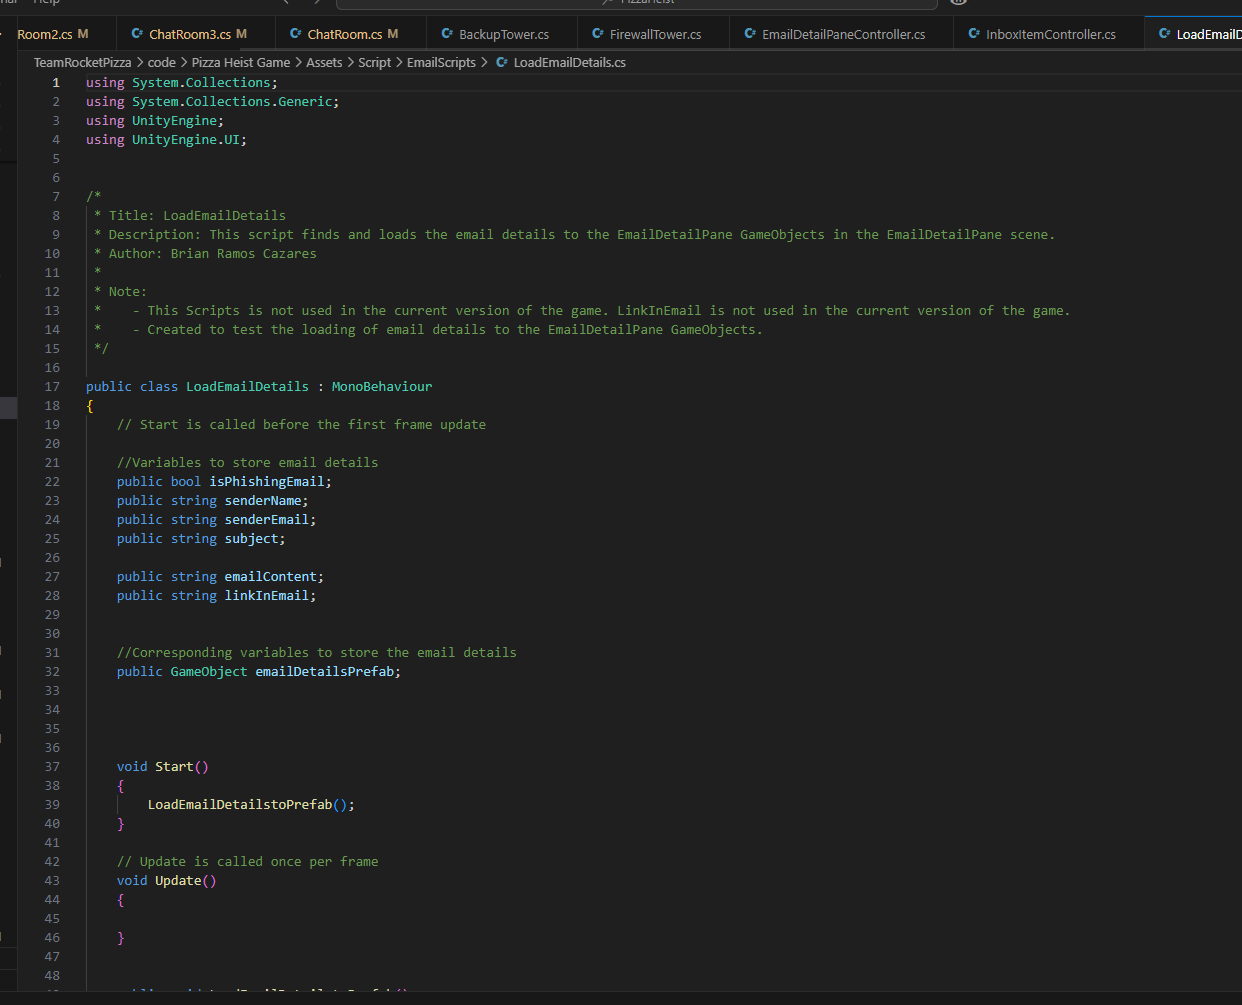 Help
PizzaHeist
Room2.cs M
C# ChatRoom3.cs M
C# ChatRoom.cs M
C# BackupTower.cs
C# FirewallTower.cs
C# EmailDetailPaneController.cs
C# InboxItemController.cs
C# LoadEmailD
TeamRocketPizza > code > Pizza Heist Game > Assets > Script > EmailScripts > C# LoadEmailDetails.cs
1 using System.Collections;
2 using System.Collections.Generic;
3 using UnityEngine;
4 using UnityEngine.UI;
5
6
7 /*
8 * Title: LoadEmailDetails
9 * Description: This script finds and loads the email details to the EmailDetailPane GameObjects in the EmailDetailPane scene.
10 * Author: Brian Ramos Cazares
11 *
12 * Note:
13 * - This Scripts is not used in the current version of the game. LinkInEmail is not used in the current version of the game.
14 * - Created to test the loading of email details to the EmailDetailPane GameObjects.
15 */
16
17 public class LoadEmailDetails : MonoBehaviour
18 {
19 // Start is called before the first frame update
20
21 //Variables to store email details
22 public bool isPhishingEmail;
23 public string senderName;
24 public string senderEmail;
25 public string subject;
26
27 public string emailContent;
28 public string linkInEmail;
29
30
31 //Corresponding variables to store the email details
32 public GameObject emailDetailsPrefab;
33
34
35
36
37 void Start()
38 {
39 LoadEmailDetailstoPrefab();
40 }
41
42 // Update is called once per frame
43 void Update()
44 {
45
46 }
47
48